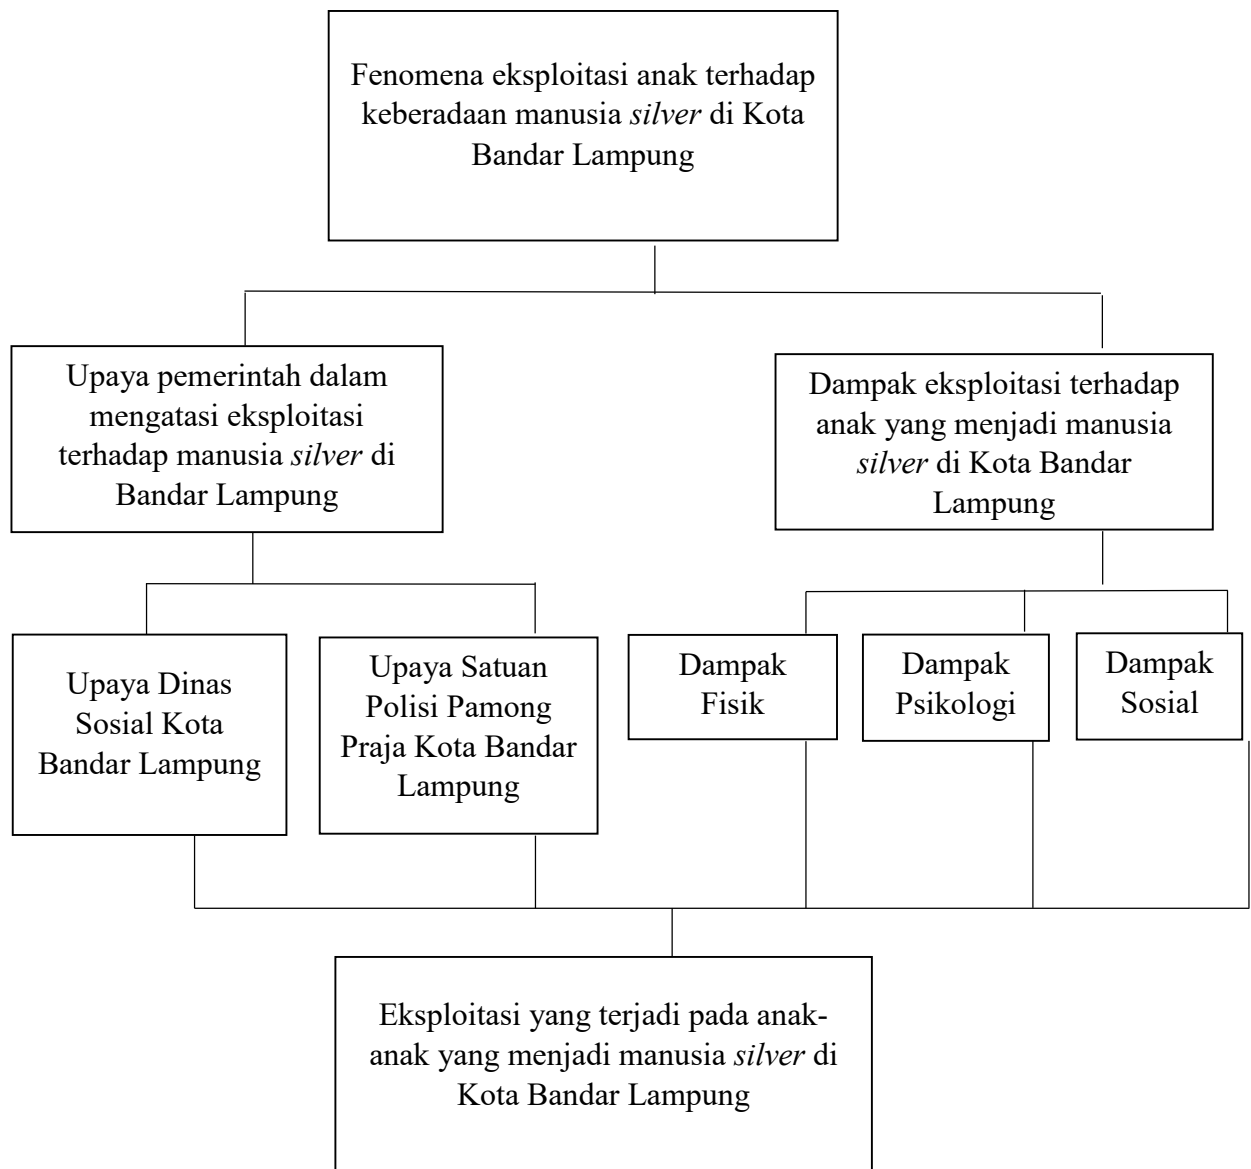 Fenomena eksploitasi anak terhadap
keberadaan manusia silver di Kota
Bandar Lampung
Upaya pemerintah dalam
mengatasi eksploitasi
terhadap manusia silver di
Bandar Lampung
Dampak eksploitasi terhadap
anak yang menjadi manusia
silver di Kota Bandar
Lampung
Upaya Dinas
Sosial Kota
Bandar Lampung
Upaya Satuan
Polisi Pamong
Praja Kota Bandar
Lampung
Dampak
Fisik
Dampak
Psikologi
Dampak
Sosial
Eksploitasi yang terjadi pada anak-
anak yang menjadi manusia silver di
Kota Bandar Lampung